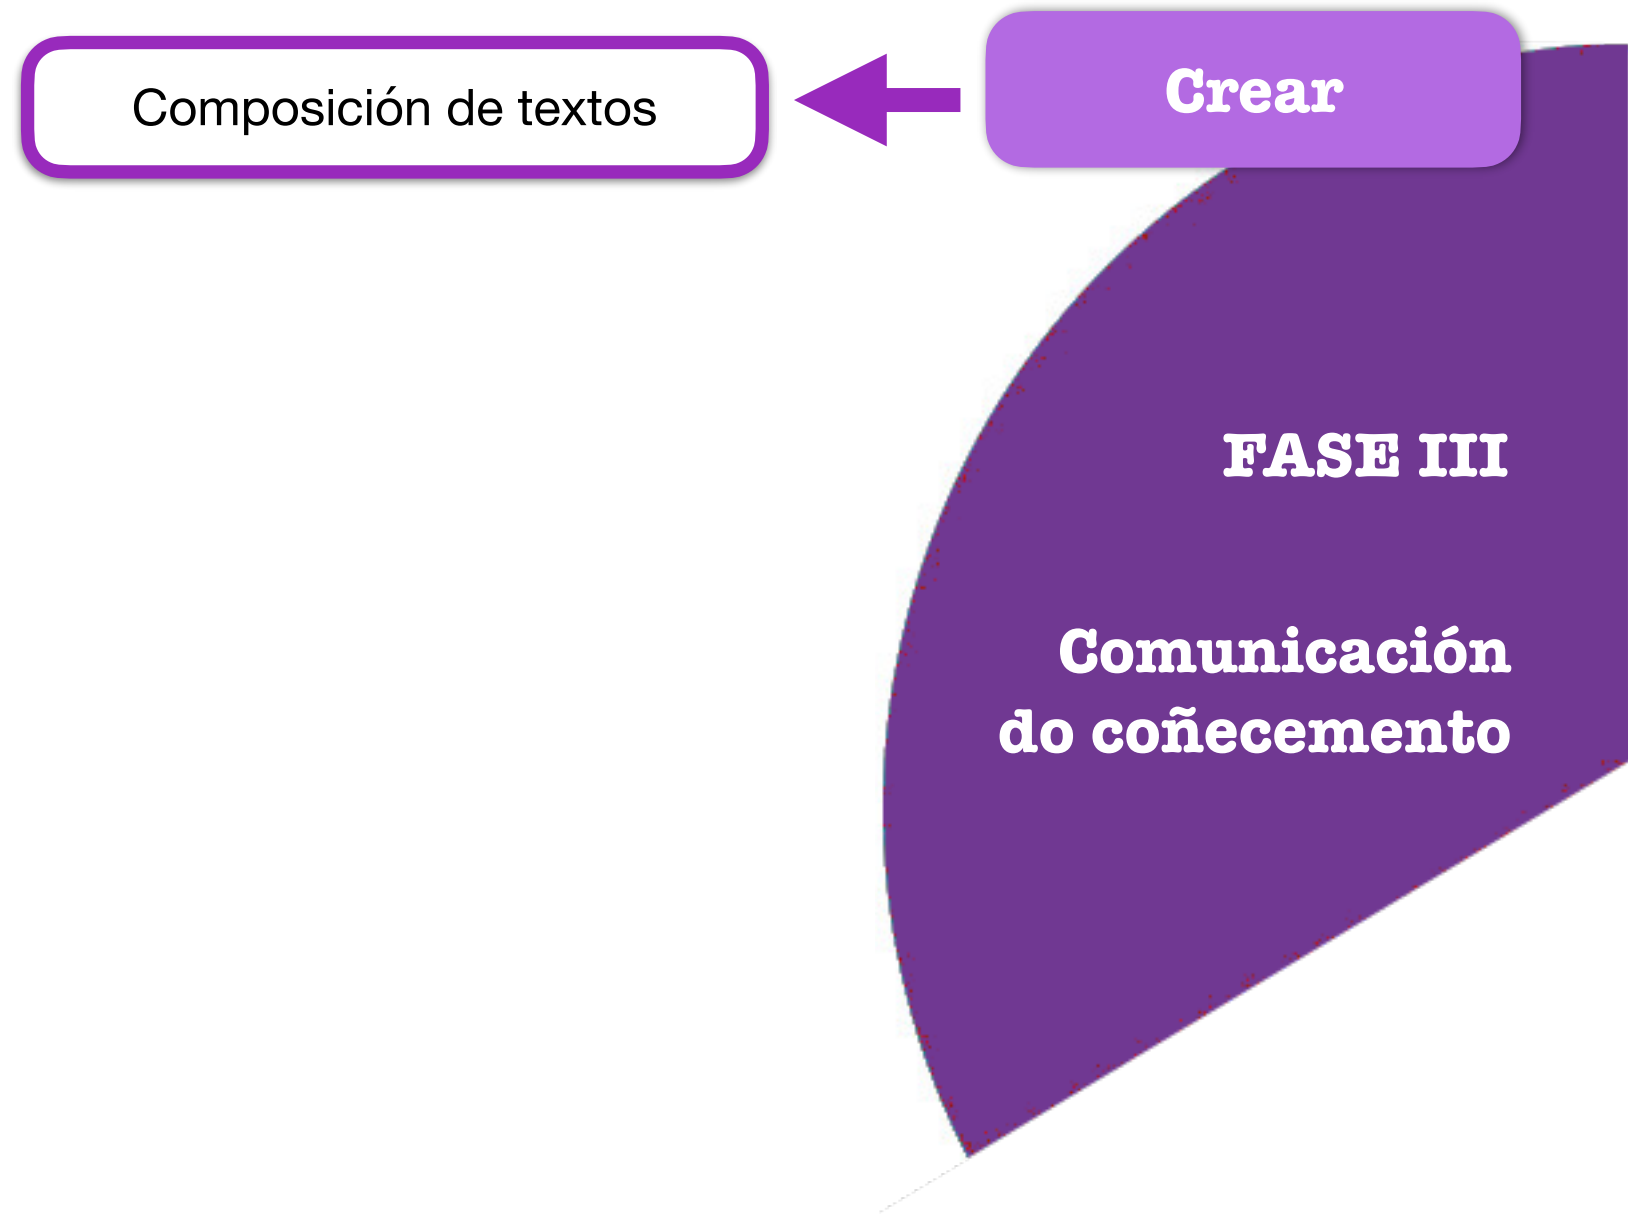 Composición de textos
Crear
FASE III
Comunicación
do coñecemento